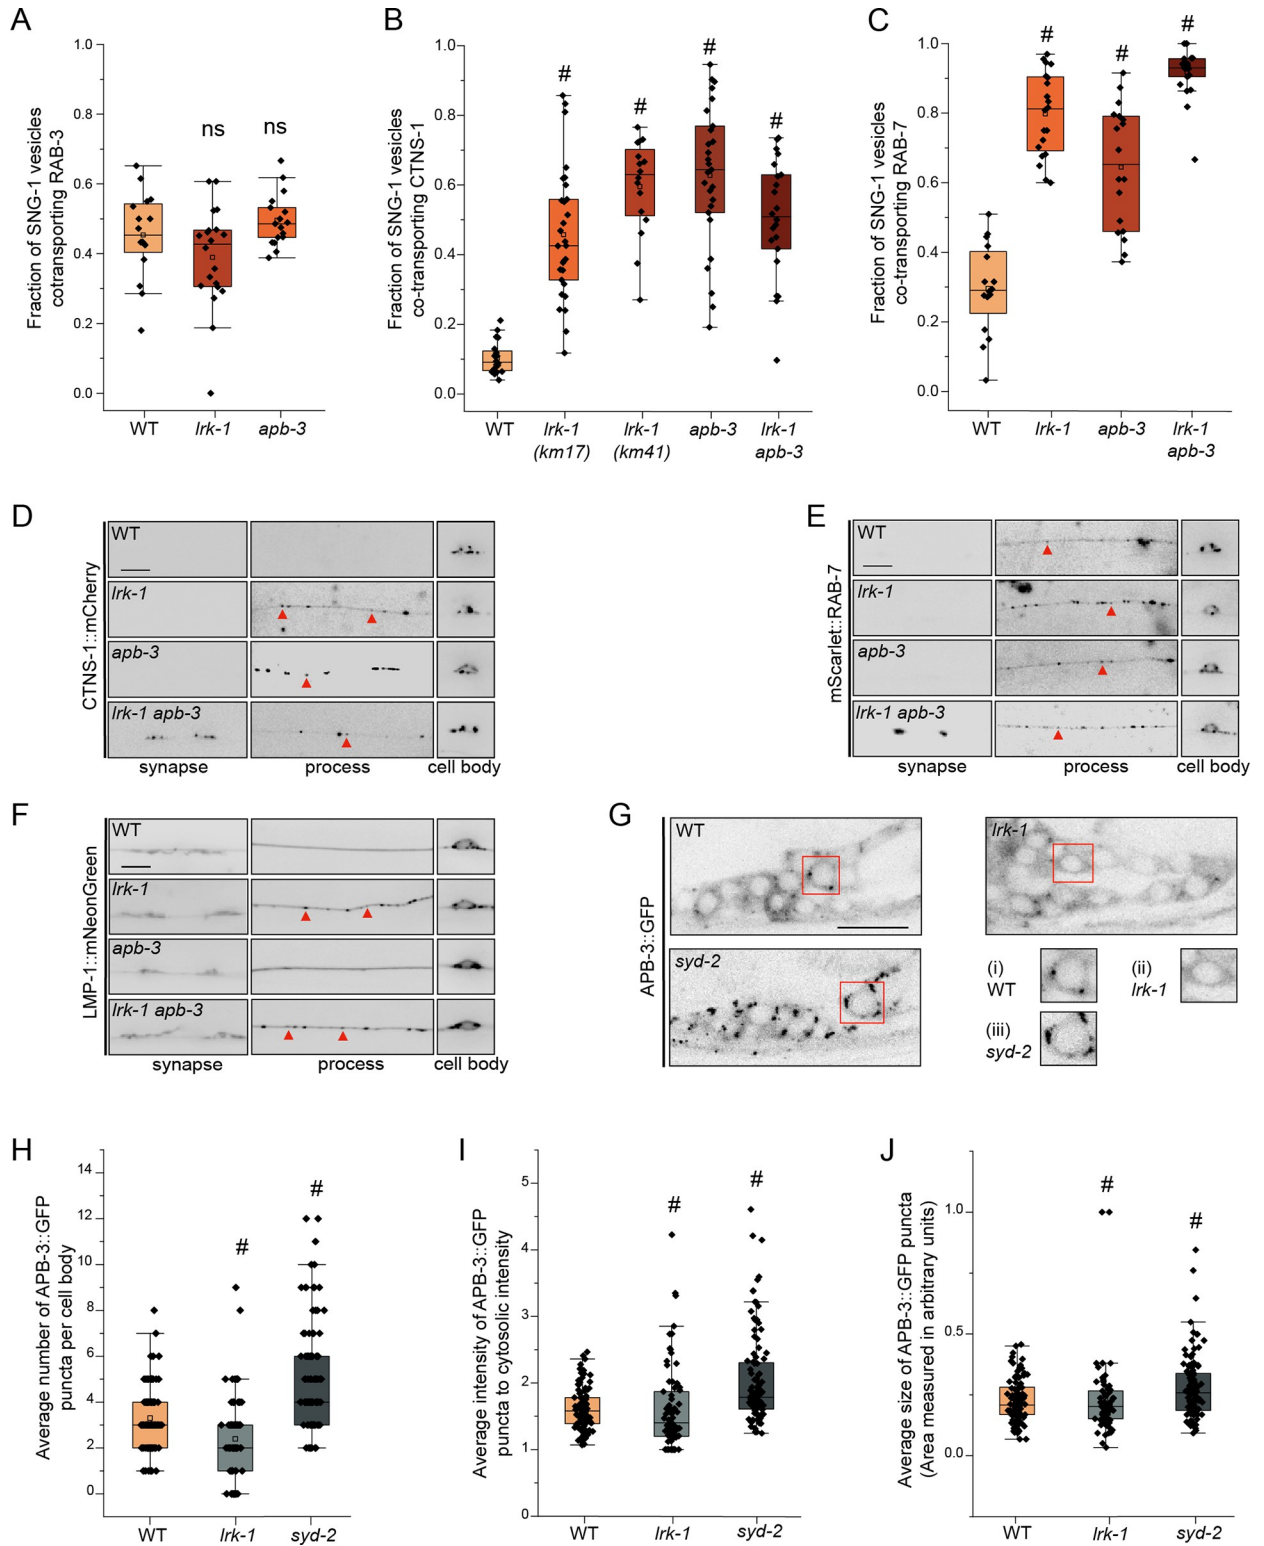 A
Fraction of SNG-1 vesicles
cotransporting RAB-3
1.0
0.8
0.6
0.4
0.2
0.0
ns
ns
WT
lrk-1
apb-3
B
Fraction of SNG-1 vesicles
co-transporting CTNS-1
1.0
0.8
0.6
0.4
0.2
0.0
#
#
#
#
WT
lrk-1
(km17)
lrk-1
(km41)
apb-3
lrk-1
apb-3
C
Fraction of SNG-1 vesicles
co-transporting RAB-7
1.0
0.8
0.6
0.4
0.2
0.0
#
#
#
WT
lrk-1
apb-3
lrk-1
apb-3
D
CTNS-1::mCherry
WT
lrk-1
apb-3
lrk-1 apb-3
synapse
process
cell body
E
mScarlet::RAB-7
WT
lrk-1
apb-3
lrk-1 apb-3
synapse
process
cell body
F
LMP-1::mNeonGreen
WT
lrk-1
apb-3
lrk-1 apb-3
synapse
process
cell body
G
APB-3::GFP
WT
lrk-1
syd-2
(i)
WT
(ii)
lrk-1
(iii)
syd-2
H
Average number of APB-3::GFP
puncta per cell body
14
12
10
8
6
4
2
0
#
#
WT
lrk-1
syd-2
I
Average intensity of APB-3::GFP
puncta to cytosolic intensity
5
4
3
2
1
0
#
#
WT
lrk-1
syd-2
J
Average size of APB-3::GFP puncta
(Area measured in arbitrary units)
1.0
0.5
0.0
#
#
WT
lrk-1
syd-2